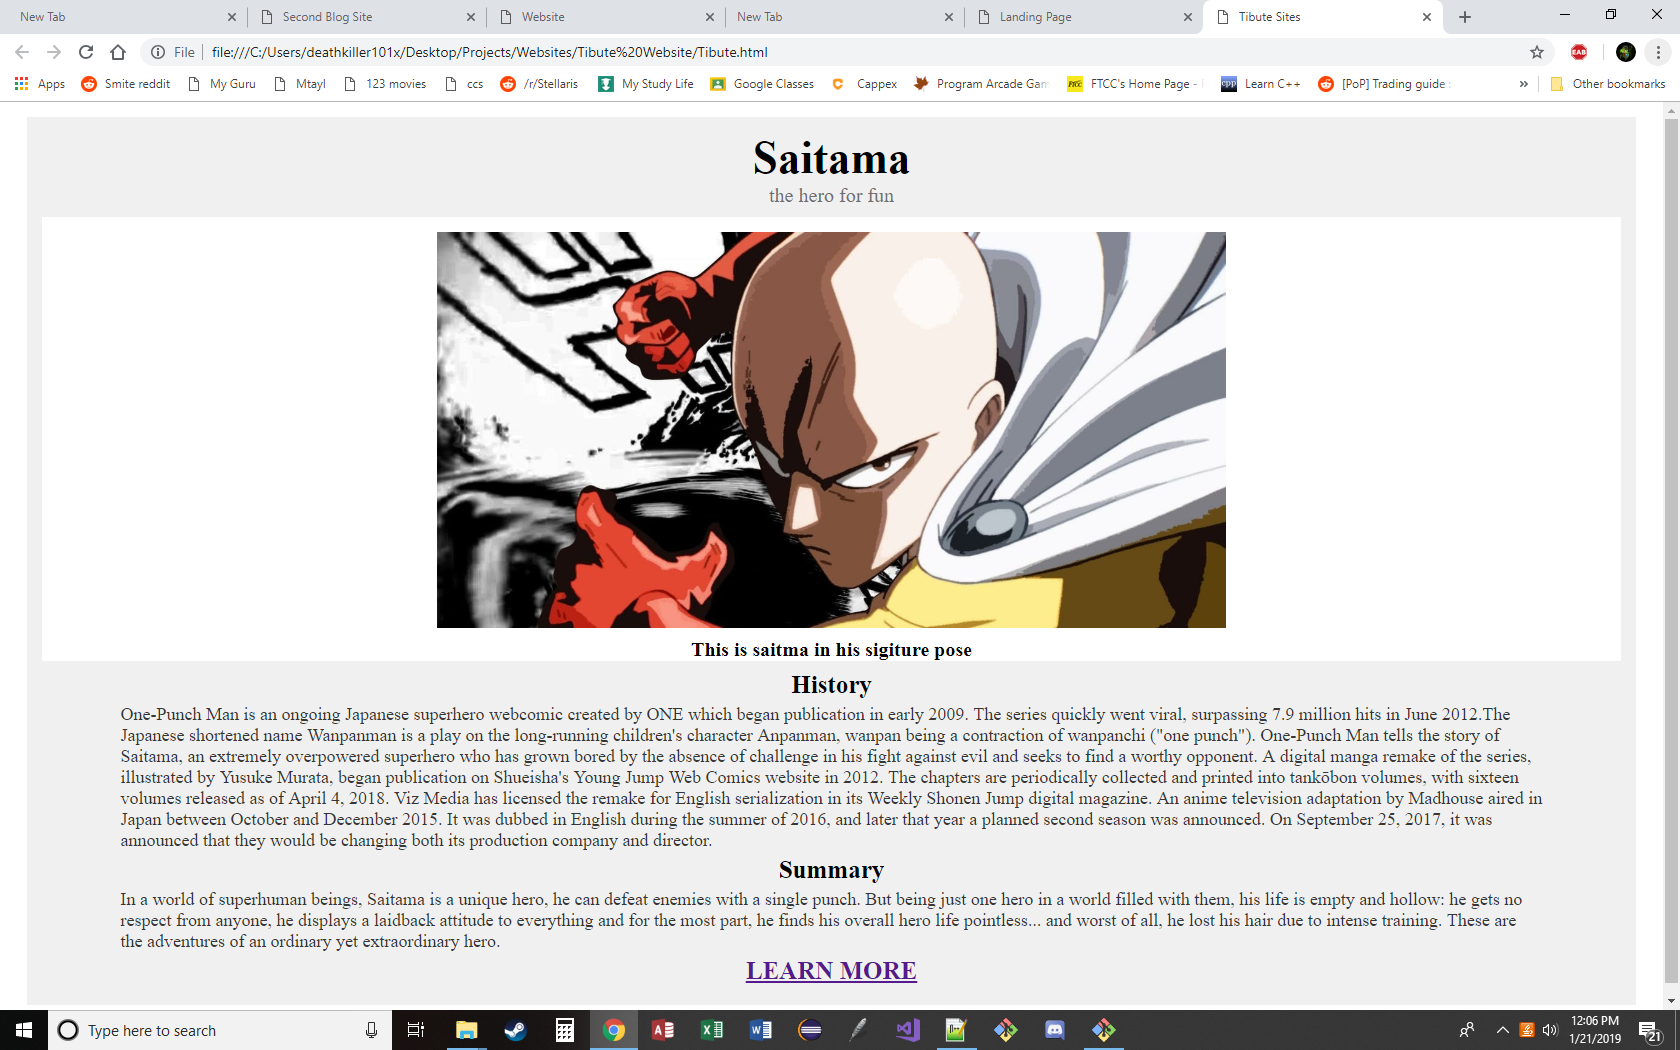 New Tab
Second Blog Site
Website
New Tab
Landing Page
Tibute Sites
File
file:///C:/Users/deathkiller101x/Desktop/Projects/Websites/Tibute%20Website/Tibute.html
EAB
Apps
Smite reddit
My Guru
Mtayl
123 movies
ccs
/r/Stellaris
My Study Life
Google Classes
Cappex
Program Arcade Gam
FTCC's Home Page -
Learn C++
[PoP] Trading guide :
»
Other bookmarks
Saitama
the hero for fun
This is saitma in his sigiture pose
History
One-Punch Man is an ongoing Japanese superhero webcomic created by ONE which began publication in early 2009. The series quickly went viral, surpassing 7.9 million hits in June 2012.The
Japanese shortened name Wanpanman is a play on the long-running children's character Anpanman, wanpan being a contraction of wanpanchi ("one punch"). One-Punch Man tells the story of
Saitama, an extremely overpowered superhero who has grown bored by the absence of challenge in his fight against evil and seeks to find a worthy opponent. A digital manga remake of the series,
illustrated by Yusuke Murata, began publication on Shueisha's Young Jump Web Comics website in 2012. The chapters are periodically collected and printed into tankōbon volumes, with sixteen
volumes released as of April 4, 2018. Viz Media has licensed the remake for English serialization in its Weekly Shonen Jump digital magazine. An anime television adaptation by Madhouse aired in
Japan between October and December 2015. It was dubbed in English during the summer of 2016, and later that year a planned second season was announced. On September 25, 2017, it was
announced that they would be changing both its production company and director.
Summary
In a world of superhuman beings, Saitama is a unique hero, he can defeat enemies with a single punch. But being just one hero in a world filled with them, his life is empty and hollow: he gets no
respect from anyone, he displays a laidback attitude to everything and for the most part, he finds his overall hero life pointless... and worst of all, he lost his hair due to intense training. These are
the adventures of an ordinary yet extraordinary hero.
LEARN MORE
Type here to search
12:06 PM
1/21/2019
21